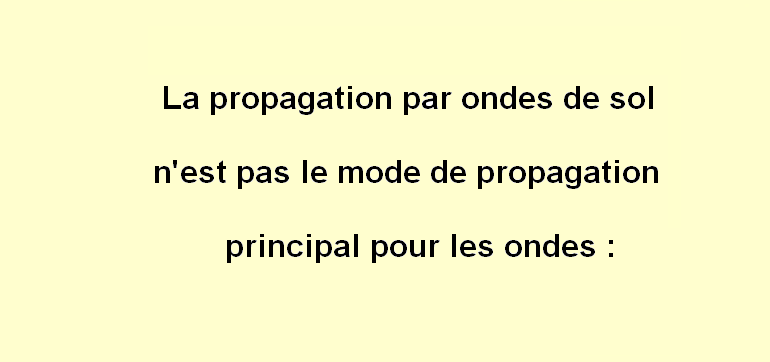 La propagation par ondes de sol
n'est pas le mode de propagation
principal pour les ondes :